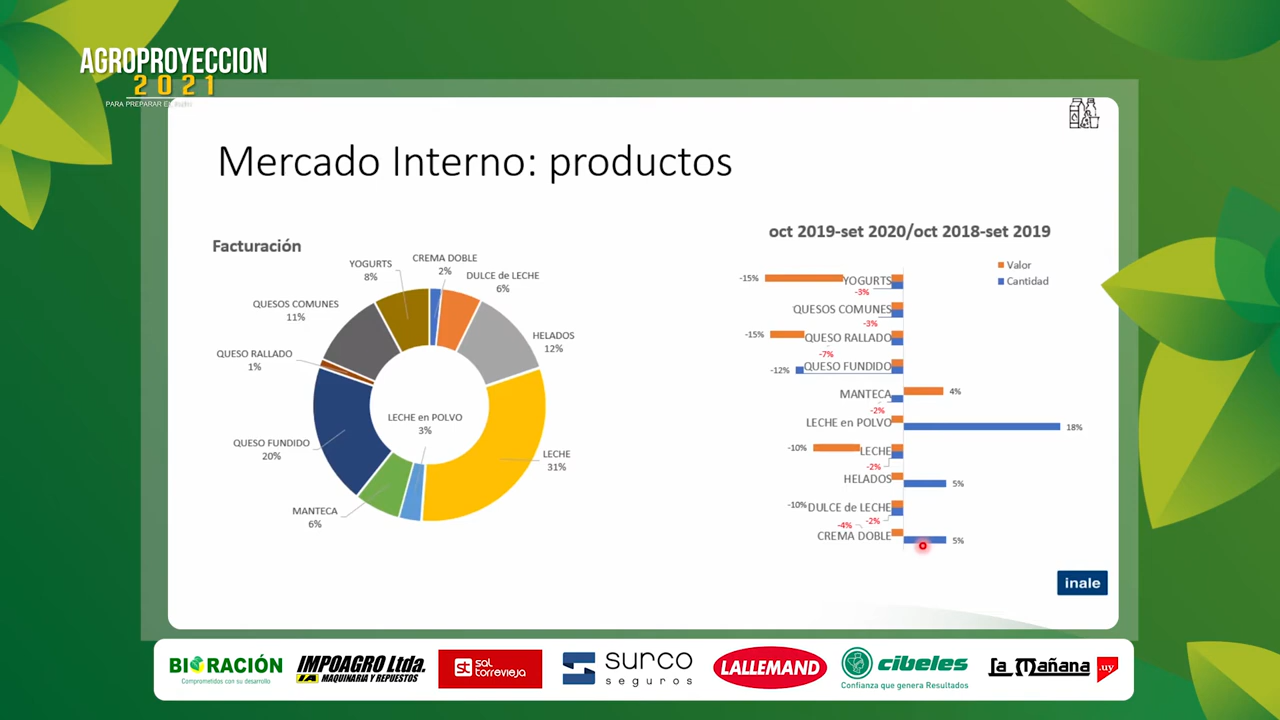 AGROPROYECCION
2021
PARA PREPARAR EL
Mercado Interno: productos
Facturación
CREMA DOBLE
2%
DULCE de LECHE
6%
HELADOS
12%
LECHE
31%
LECHE en POLVO
3%
MANTECA
6%
QUESO FUNDIDO
20%
QUESO RALLADO
1%
QUESOS COMUNES
11%
YOGURTS
8%
oct 2019-set 2020/oct 2018-set 2019
Valor
Cantidad
-15%
YOGURTS
-3%
QUESOS COMUNES
-3%
-15%
QUESO RALLADO
-7%
-12%
QUESO FUNDIDO
MANTECA
4%
-2%
LECHE en POLVO
18%
-10%
LECHE
-2%
HELADOS
5%
-10%
DULCE de LECHE
-4%
-2%
CREMA DOBLE
5%
inale
BIORACIÓN
Comprometidos con su desarrollo
IMPOAGRO Ltda.
MAQUINARIA Y REPUESTOS
st sal torrevieja
surco
seguros
LALLEMAND
cibeles
Confianza que genera Resultados
La Mañana .uy